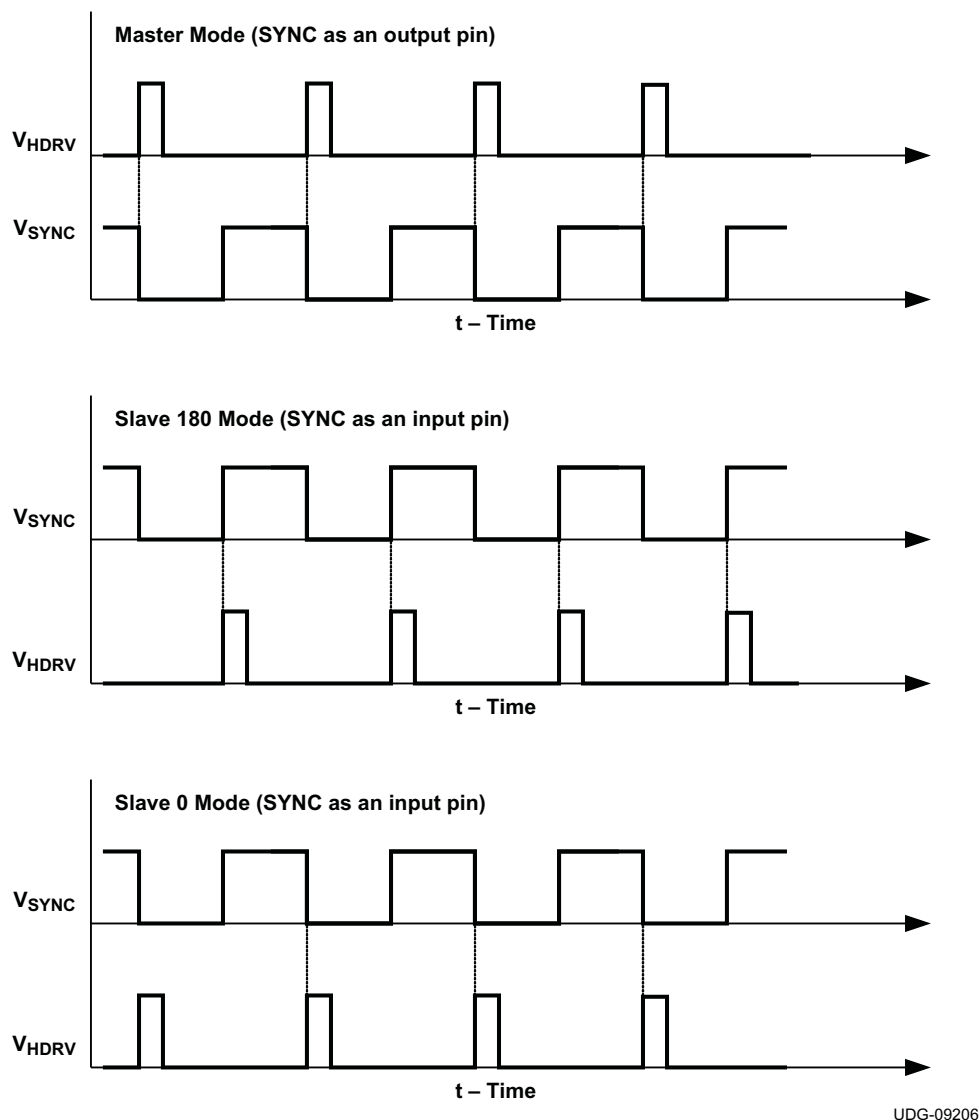 Master Mode (SYNC as an output pin)
VHDRV
VSYNC
t – Time
Slave 180 Mode (SYNC as an input pin)
VSYNC
VHDRV
t – Time
Slave 0 Mode (SYNC as an input pin)
VSYNC
VHDRV
t – Time
UDG-09206